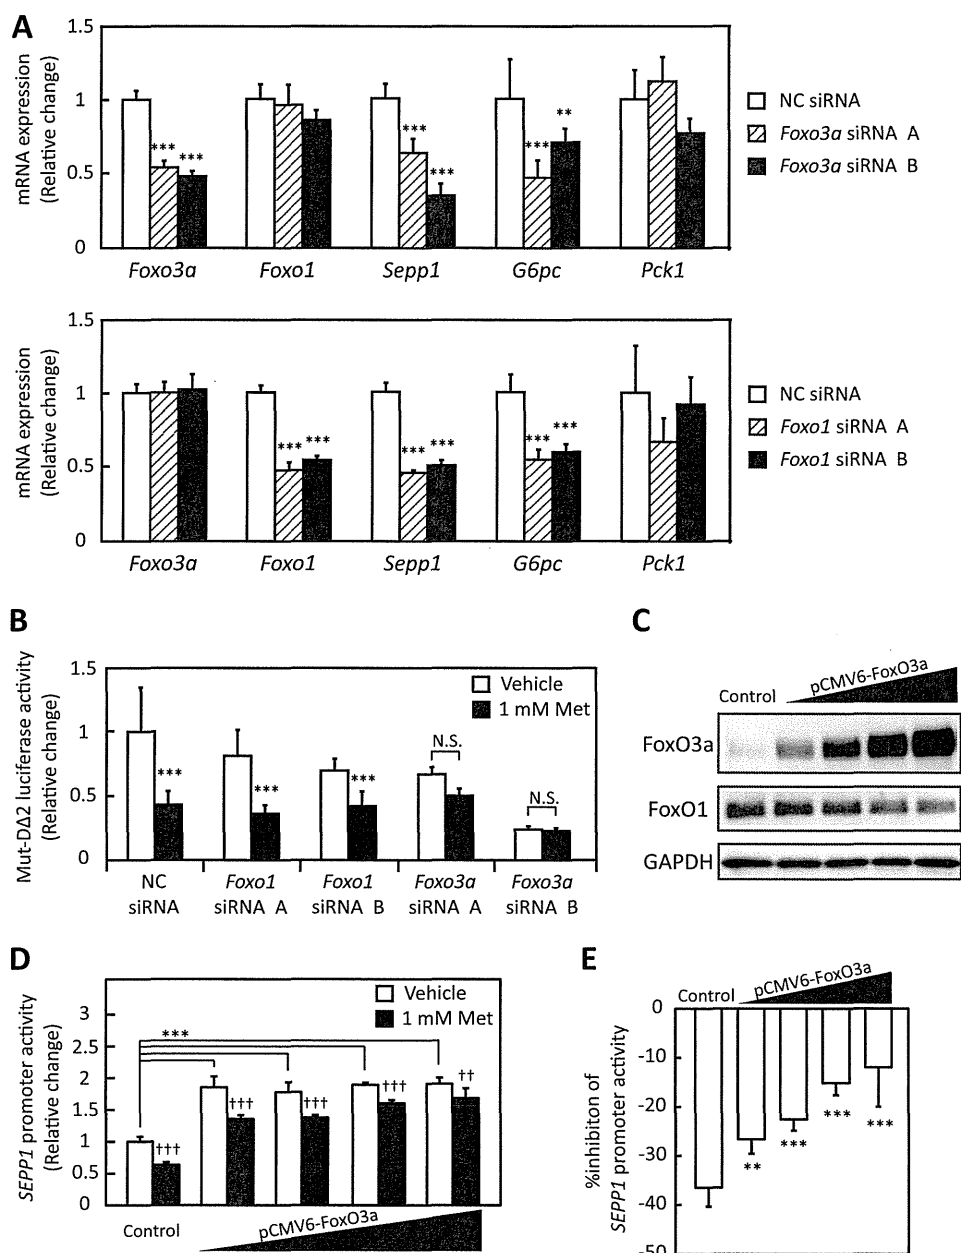 A
mRNA expression
(Relative change)
1.5
1
0.5
0
***
***
***
***
***
**
Foxo3a Foxo1 Sepp1 G6pc Pck1
NC siRNA
Foxo3a siRNA A
Foxo3a siRNA B
mRNA expression
(Relative change)
1.5
1
0.5
0
*** *** *** *** *** ***
Foxo3a Foxo1 Sepp1 G6pc Pck1
NC siRNA
Foxo1 siRNA A
Foxo1 siRNA B
B
Mut-DΔ2 luciferase activity
(Relative change)
1.5
1
0.5
0
Vehicle
1 mM Met
***
***
***
N.S.
N.S.
NC
siRNA
Foxo1
siRNA A
Foxo1
siRNA B
Foxo3a
siRNA A
Foxo3a
siRNA B
C
Control
pCMV6-FoxO3a
FoxO3a
FoxO1
GAPDH
D
SEPP1 promoter activity
(Relative change)
3
2.5
2
1.5
1
0.5
0
Vehicle
1 mM Met
***
†††
†††
†††
†††
††
Control
pCMV6-FoxO3a
E
Control
pCMV6-FoxO3a
%inhibiton of
SEPP1 promoter activity
0
-10
-20
-30
-40
-50
**
***
***
***